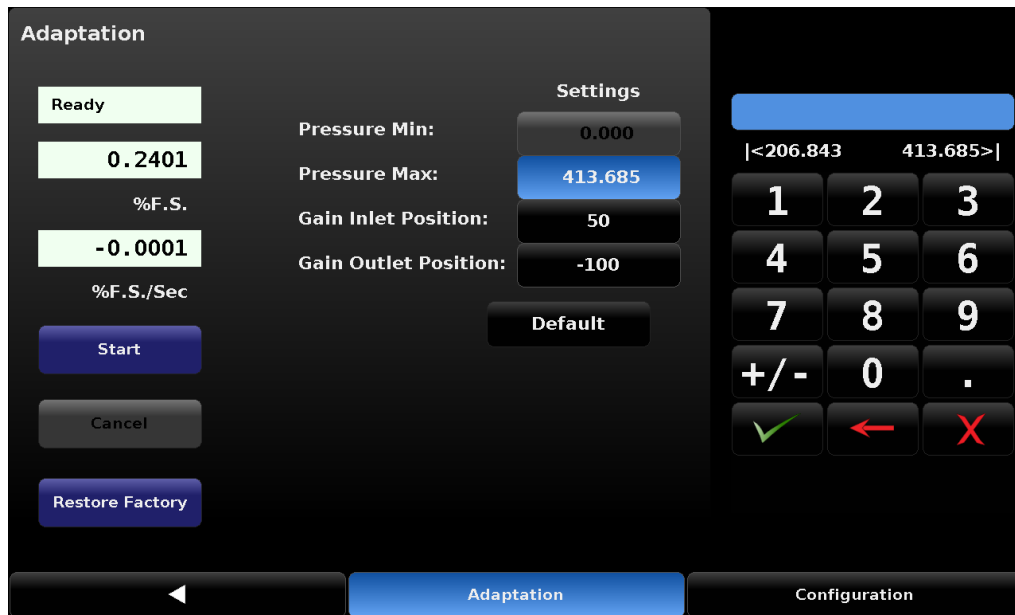 Adaptation
Ready
0.2401
%F.S.
-0.0001
%F.S./Sec
Start
Cancel
Restore Factory
Settings
Pressure Min: 0.000
Pressure Max: 413.685
Gain Inlet Position: 50
Gain Outlet Position: -100
Default
|<206.843 413.685>|
1 2 3
4 5 6
7 8 9
+/- 0 .
X
Adaptation Configuration